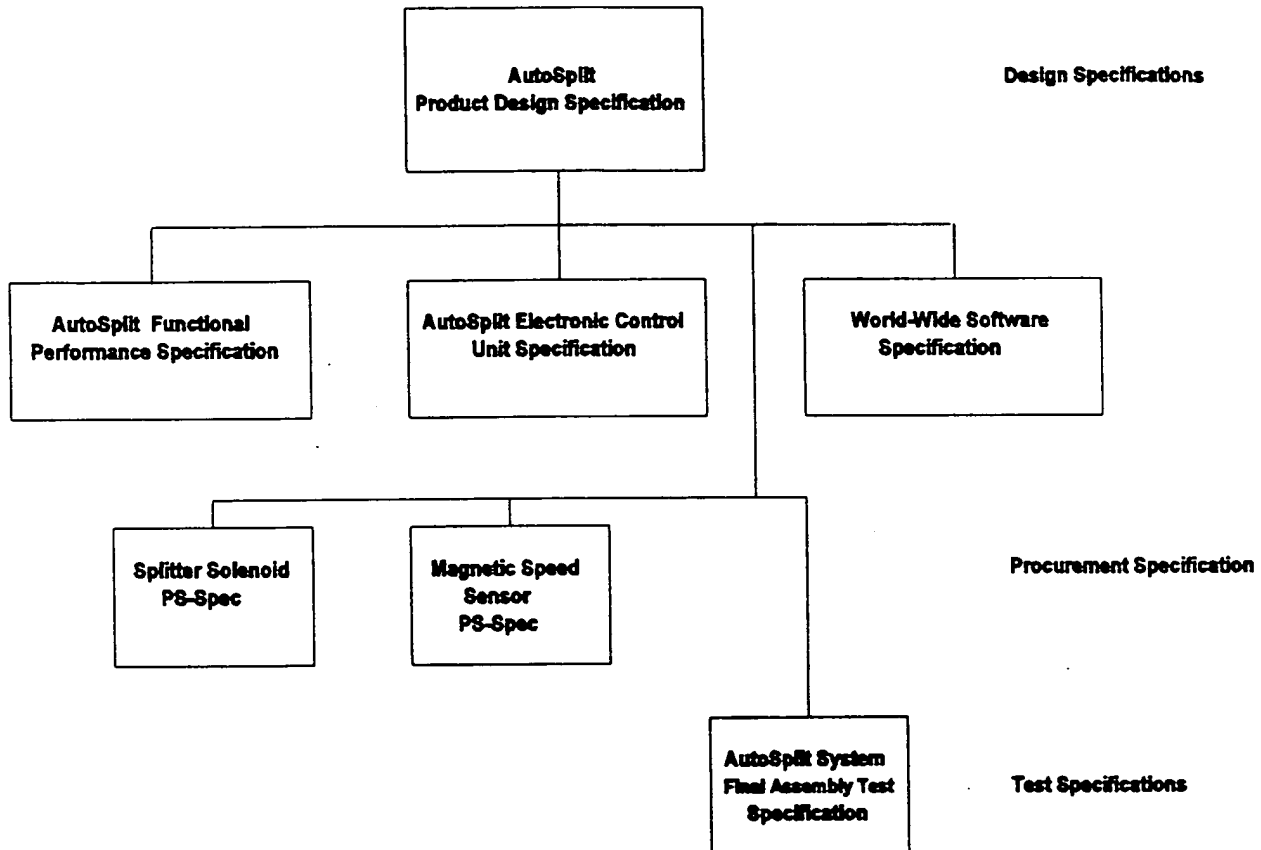 AutoSplit
Product Design Specification
Design Specifications
AutoSplit Functional
Performance Specification
AutoSplit Electronic Control
Unit Specification
World-Wide Software
Specification
Splitter Solenoid
PS-Spec
Magnetic Speed
Sensor
PS-Spec
Procurement Specification
AutoSplit System
Final Assembly Test
Specification
Test Specifications